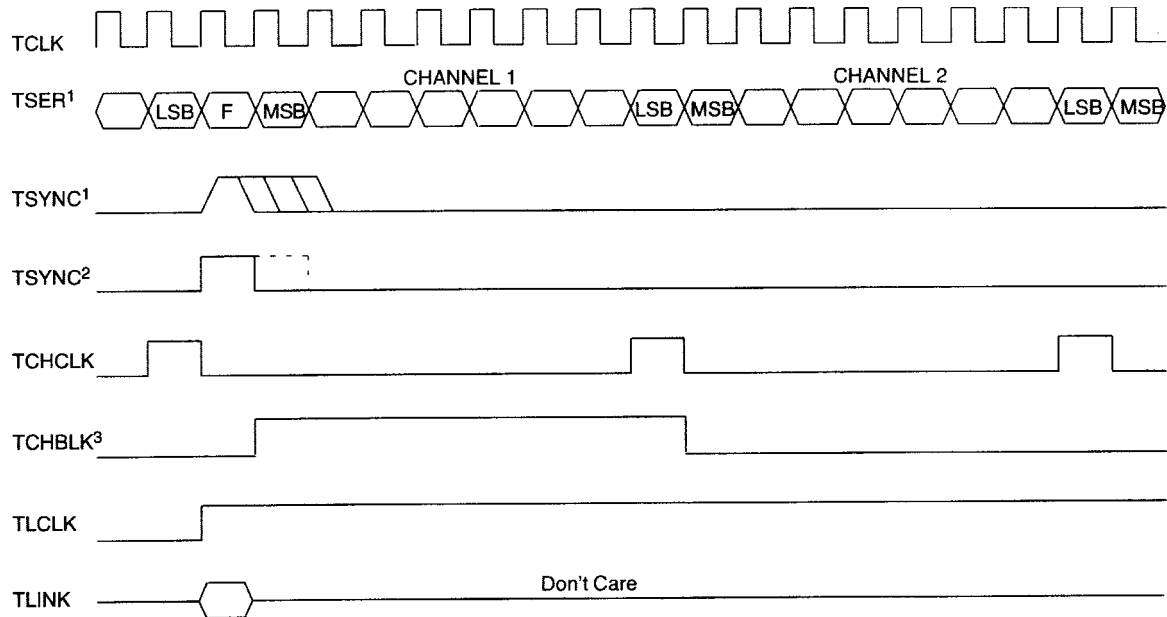 TCLK
CHANNEL 1 CHANNEL 2
TSER¹ LSB F MSB LSB MSB LSB MSB
TSYNC¹
TSYNC²
TCHCLK
TCHBLK³
TLCLK
Don't Care
TLINK